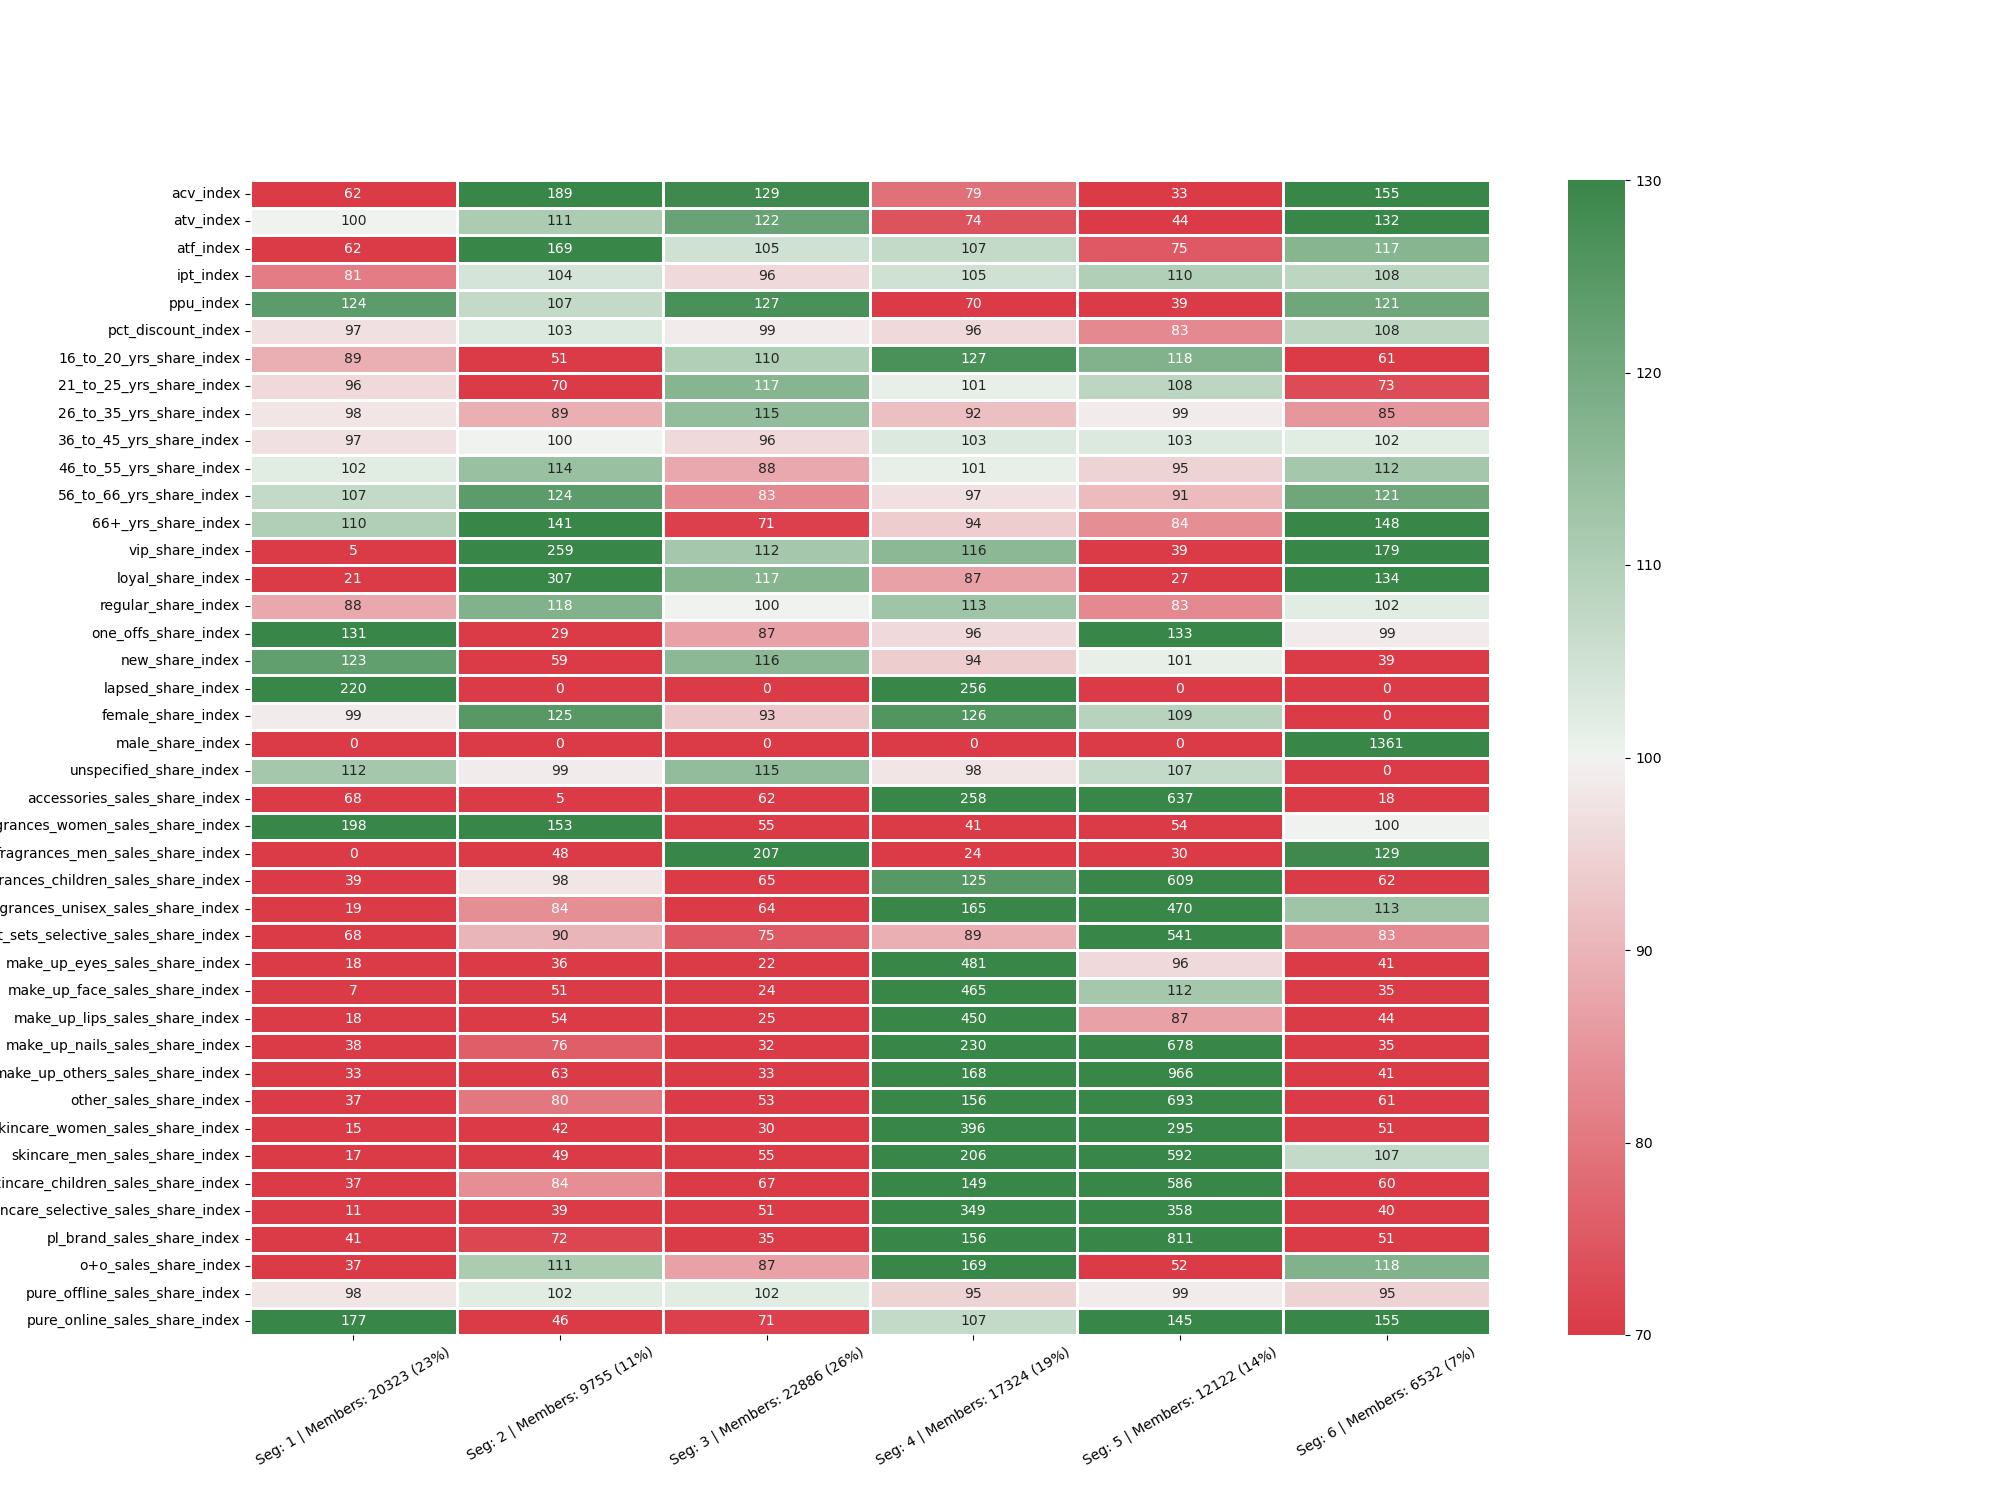 acv_index 62 189 129 79 33 155
atv_index 100 111 122 74 44 132
atf_index 62 169 105 107 75 117
ipt_index 81 104 96 105 110 108
ppu_index 124 107 127 70 39 121
pct_discount_index 97 103 99 96 83 108
16_to_20_yrs_share_index 89 51 110 127 118 61
21_to_25_yrs_share_index 96 70 117 101 108 73
26_to_35_yrs_share_index 98 89 115 92 99 85
36_to_45_yrs_share_index 97 100 96 103 103 102
46_to_55_yrs_share_index 102 114 88 101 95 112
56_to_66_yrs_share_index 107 124 83 97 91 121
66+_yrs_share_index 110 141 71 94 84 148
vip_share_index 5 259 112 116 39 179
loyal_share_index 21 307 117 87 27 134
regular_share_index 88 118 100 113 83 102
one_offs_share_index 131 29 87 96 133 99
new_share_index 123 59 116 94 101 39
lapsed_share_index 220 0 0 256 0 0
female_share_index 99 125 93 126 109 0
male_share_index 0 0 0 0 0 1361
unspecified_share_index 112 99 115 98 107 0
accessories_sales_share_index 68 5 62 258 637 18
grances_women_sales_share_index 198 153 55 41 54 100
fragrances_men_sales_share_index 0 48 207 24 30 129
rances_children_sales_share_index 39 98 65 125 609 62
grances_unisex_sales_share_index 19 84 64 165 470 113
t_sets_selective_sales_share_index 68 90 75 89 541 83
make_up_eyes_sales_share_index 18 36 22 481 96 41
make_up_face_sales_share_index 7 51 24 465 112 35
make_up_lips_sales_share_index 18 54 25 450 87 44
make_up_nails_sales_share_index 38 76 32 230 678 35
make_up_others_sales_share_index 33 63 33 168 966 41
other_sales_share_index 37 80 53 156 693 61
kincare_women_sales_share_index 15 42 30 396 295 51
skincare_men_sales_share_index 17 49 55 206 592 107
incare_children_sales_share_index 37 84 67 149 586 60
ncare_selective_sales_share_index 11 39 51 349 358 40
pl_brand_sales_share_index 41 72 35 156 811 51
o+o_sales_share_index 37 111 87 169 52 118
pure_offline_sales_share_index 98 102 102 95 99 95
pure_online_sales_share_index 177 46 71 107 145 155
Seg: 1 | Members: 20323 (23%)
Seg: 2 | Members: 9755 (11%)
Seg: 3 | Members: 22886 (26%)
Seg: 4 | Members: 17324 (19%)
Seg: 5 | Members: 12122 (14%)
Seg: 6 | Members: 6532 (7%)
130
120
110
100
90
80
70